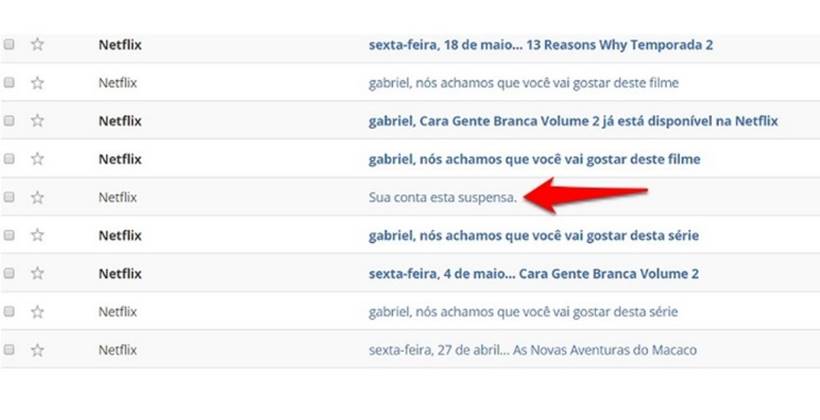 Netflix sexta-feira, 18 de maio... 13 Reasons Why Temporada 2
Netflix gabriel, nós achamos que você vai gostar deste filme
Netflix gabriel, Cara Gente Branca Volume 2 já está disponível na Netflix
Netflix gabriel, nós achamos que você vai gostar deste filme
Netflix Sua conta esta suspensa.
Netflix gabriel, nós achamos que você vai gostar desta série
Netflix sexta-feira, 4 de maio... Cara Gente Branca Volume 2
Netflix gabriel, nós achamos que você vai gostar desta série
Netflix sexta-feira, 27 de abril... As Novas Aventuras do Macaco